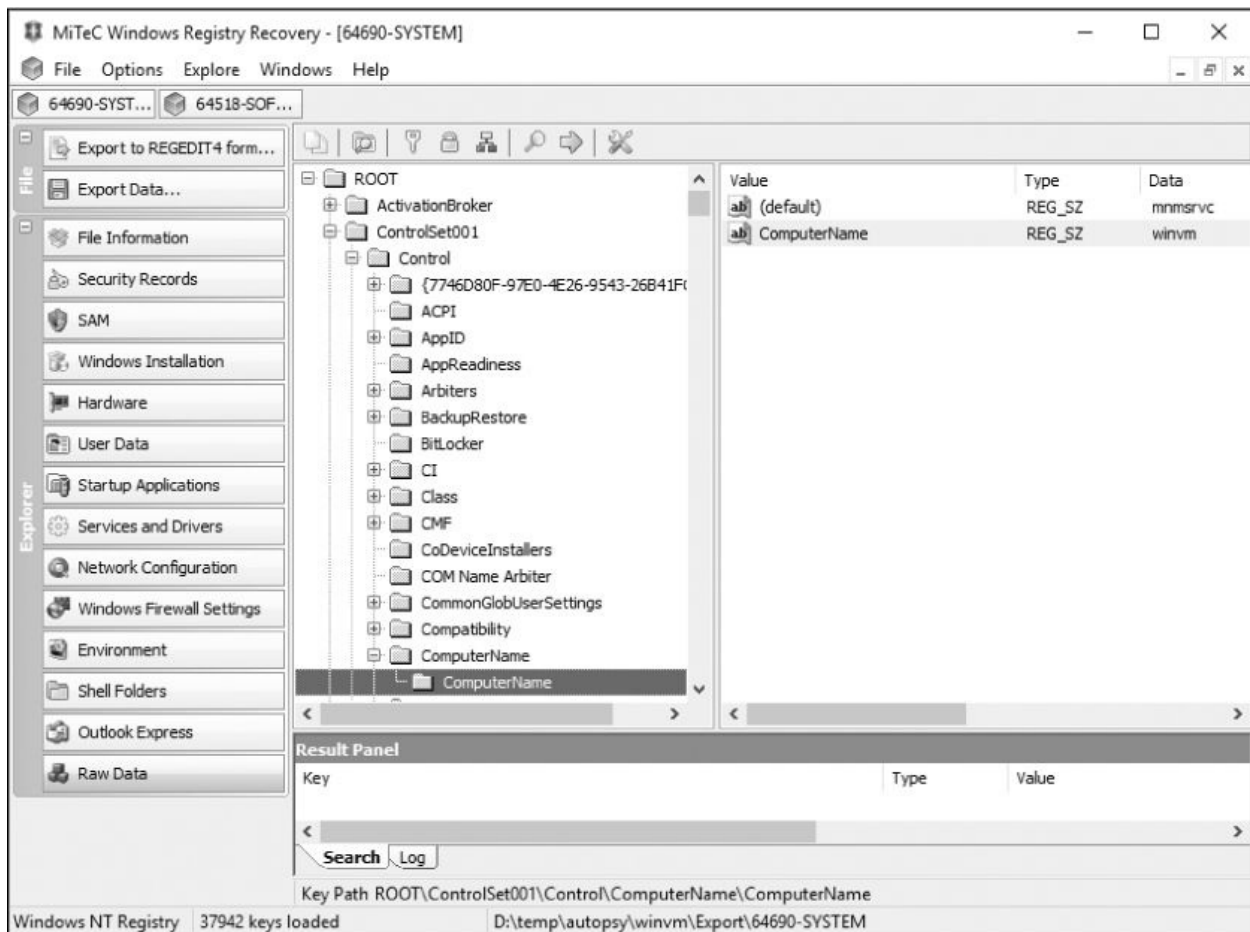 MiTeC Windows Registry Recovery - [64690-SYSTEM]
File Options Explore Windows Help
64690-SYST... 64518-SOF...
File
Export to REGEDIT4 form...
Export Data...
Explorer
File Information
Security Records
SAM
Windows Installation
Hardware
User Data
Startup Applications
Services and Drivers
Network Configuration
Windows Firewall Settings
Environment
Shell Folders
Outlook Express
Raw Data
ROOT
ActivationBroker
ControlSet001
Control
{7746D80F-97E0-4E26-9543-26B41F
ACPI
AppID
AppReadiness
Arbiters
BackupRestore
BitLocker
CI
Class
CMF
CoDeviceInstallers
COM Name Arbiter
CommonGlobUserSettings
Compatibility
ComputerName
ComputerName
Value Type Data
ab (default) REG_SZ mnmsrvc
ab ComputerName REG_SZ winvm
Result Panel
Key Type Value
Search Log
Key Path ROOT\ControlSet001\Control\ComputerName\ComputerName
Windows NT Registry 37942 keys loaded D:\temp\autopsy\winvm\Export\64690-SYSTEM